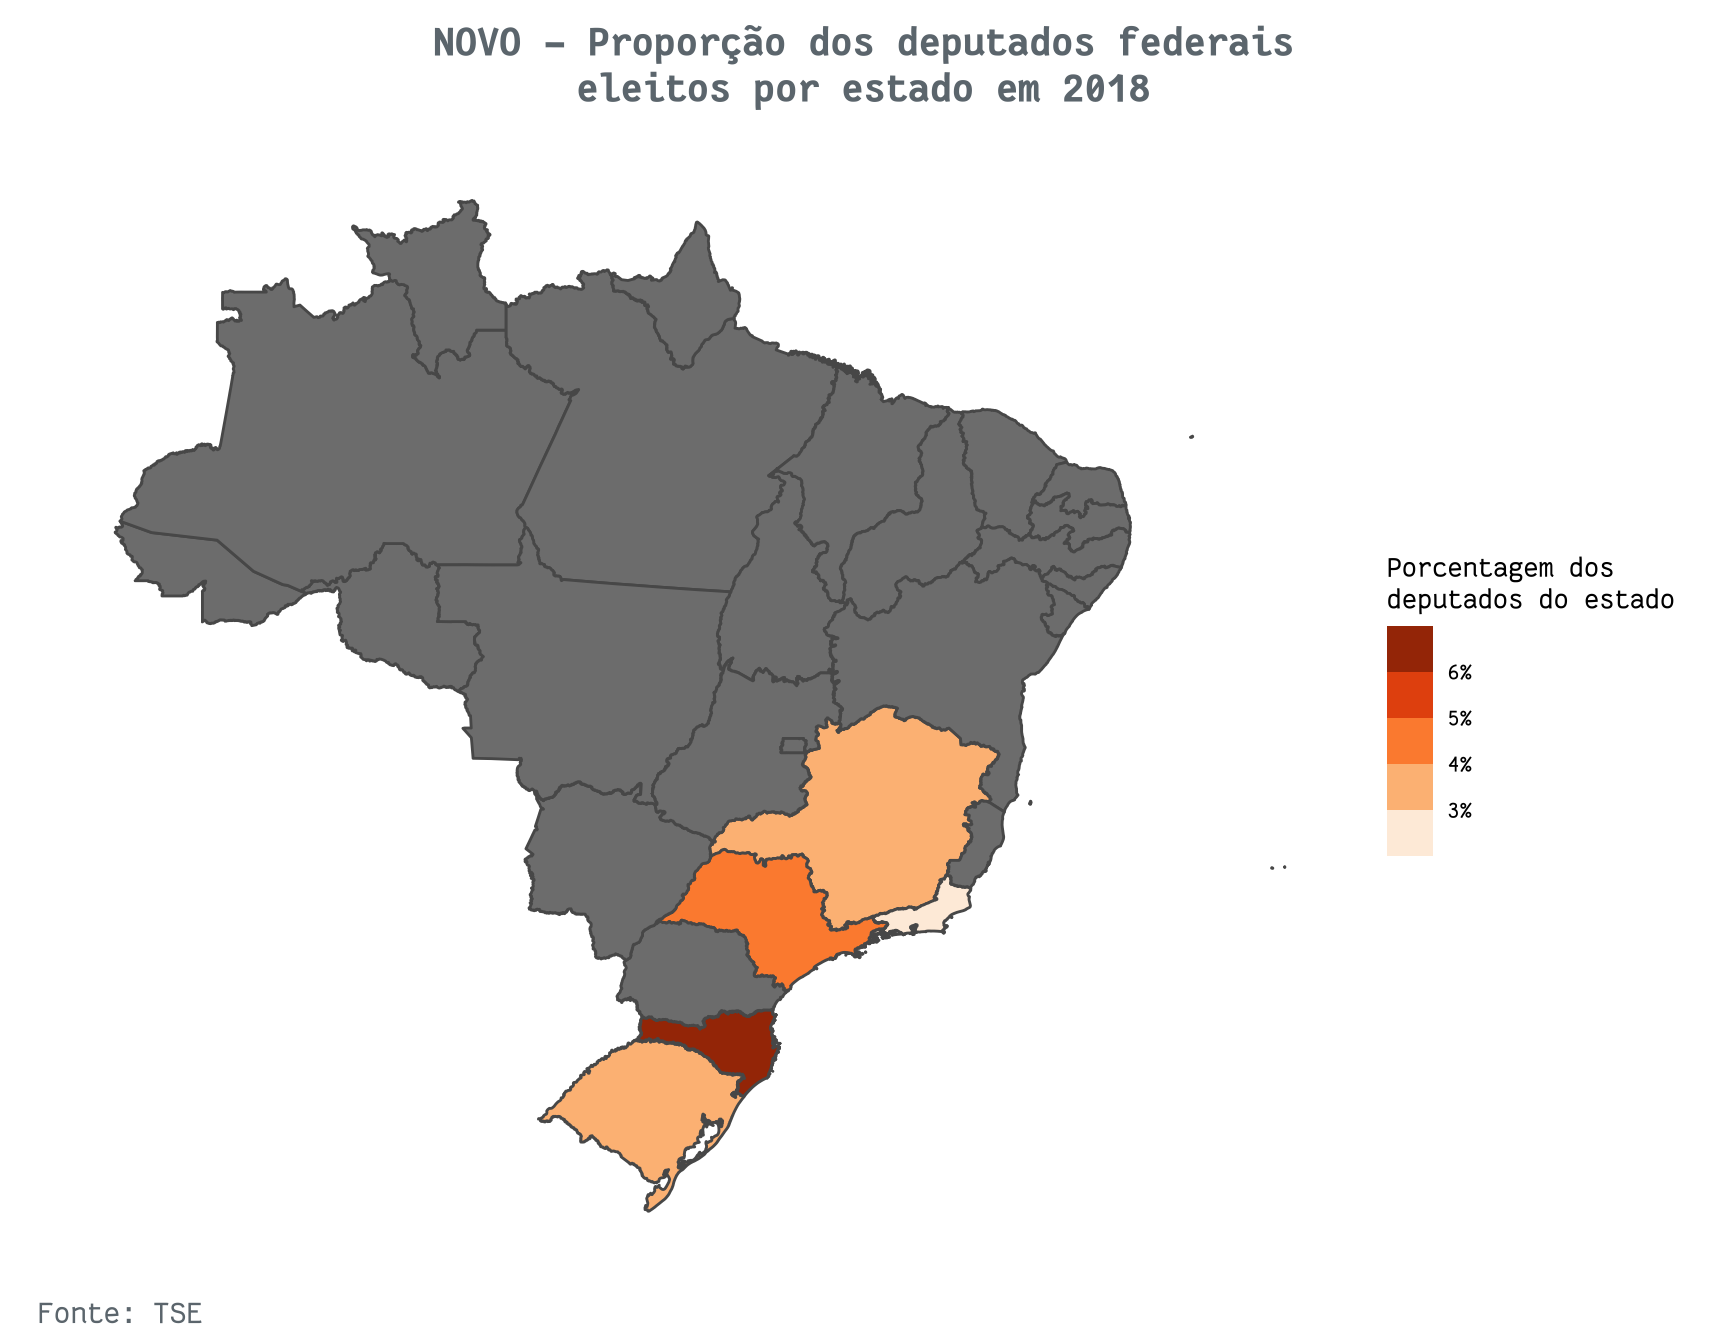 NOVO – Proporção dos deputados federais
eleitos por estado em 2018
Porcentagem dos
deputados do estado
6%
5%
4%
3%
Fonte: TSE